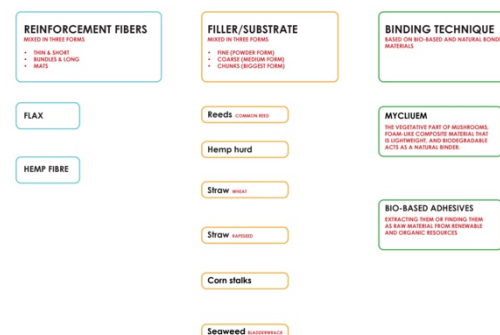 REINFORCEMENT FIBERS
MIXED IN THREE FORMS
• THIN & SHORT
• BUNDLES & LONG
• MATS
FLAX
HEMP FIBRE
FILLER/SUBSTRATE
MIXED IN THREE FORMS
• FINE (POWDER FORM)
• COARSE (MEDIUM FORM)
• CHUNKS (BIGGEST FORM)
Reeds COMMON REED
Hemp hurd
Straw WHEAT
Straw RAPESEED
Corn stalks
Seaweed BLADDERWRACK
BINDING TECHNIQUE
BASED ON BIO-BASED AND NATURAL BOND
MATERIALS
MYCLIUEM
THE VEGETATIVE PART OF MUSHROOMS,
FOAM-LIKE COMPOSITE MATERIAL THAT
IS LIGHTWEIGHT, AND BIODEGRADABLE
ACTS AS A NATURAL BINDER.
BIO-BASED ADHESIVES
EXTRACTING THEM OR FINDING THEM
AS RAW MATERIAL FROM RENEWABLE
AND ORGANIC RESOURCES